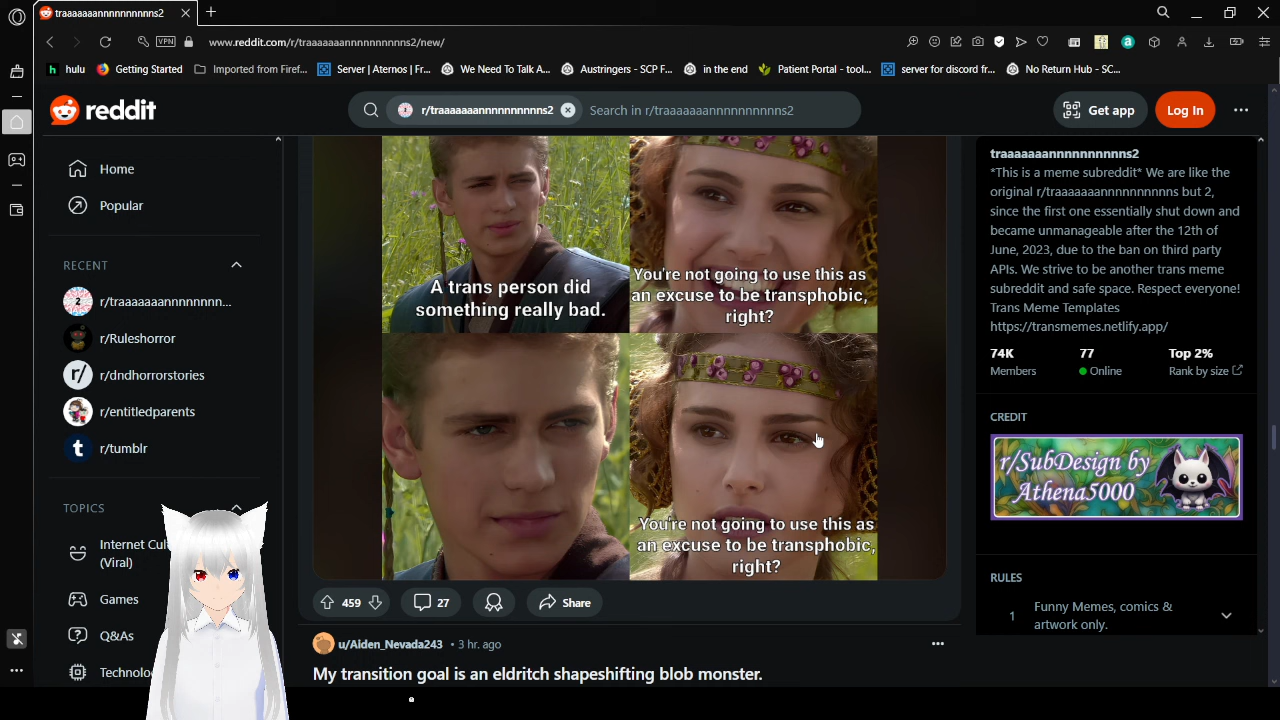 traaaaaaannnnnnnnnns2
VPN
www.reddit.com/r/traaaaaaannnnnnnnnns2/new/
hulu
Getting Started
Imported from Firef...
Server | Aternos | Fr...
We Need To Talk A...
Austringers - SCP F...
in the end
Patient Portal - tool...
server for discord fr...
No Return Hub - SC...
reddit
r/traaaaaaannnnnnnnnns2
Search in r/traaaaaaannnnnnnnnns2
Get app
Log In
Home
Popular
RECENT
r/traaaaaaannnnnnn...
r/Ruleshorror
r/dndhorrorstories
r/entitledparents
r/tumblr
TOPICS
Internet Cul
(Viral)
Games
Q&As
Technolo
A trans person did
something really bad.
You're not going to use this as
an excuse to be transphobic,
right?
You're not going to use this as
an excuse to be transphobic,
right?
459
27
Share
u/Aiden_Nevada243 • 3 hr. ago
My transition goal is an eldritch shapeshifting blob monster.
traaaaaaannnnnnnnnns2
*This is a meme subreddit* We are like the
original r/traaaaaaannnnnnnnnns but 2,
since the first one essentially shut down and
became unmanageable after the 12th of
June, 2023, due to the ban on third party
APIs. We strive to be another trans meme
subreddit and safe space. Respect everyone!
Trans Meme Templates
https://transmemes.netlify.app/
74K
Members
77
Online
Top 2%
Rank by size
CREDIT
r/SubDesign by
Athena5000
RULES
1
Funny Memes, comics &
artwork only.